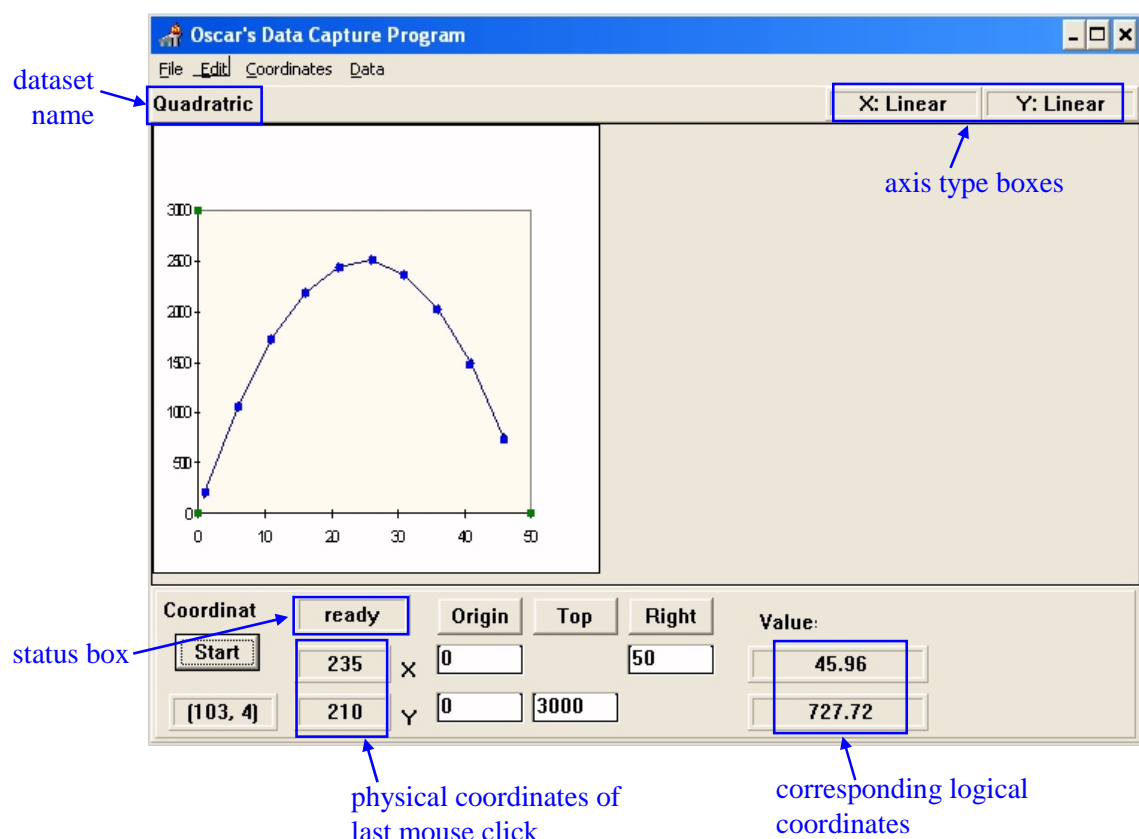 Oscar's Data Capture Program
File Edit Coordinates Data
dataset
name
Quadratric
X: Linear Y: Linear
axis type boxes
3000
2500
2000
1500
1000
500
0
0 10 20 30 40 50
Coordinat
ready
Origin Top Right
Value:
status box
Start
235 X 0 50
45.96
(103, 4)
210 Y 0 3000
727.72
physical coordinates of
last mouse click
corresponding logical
coordinates